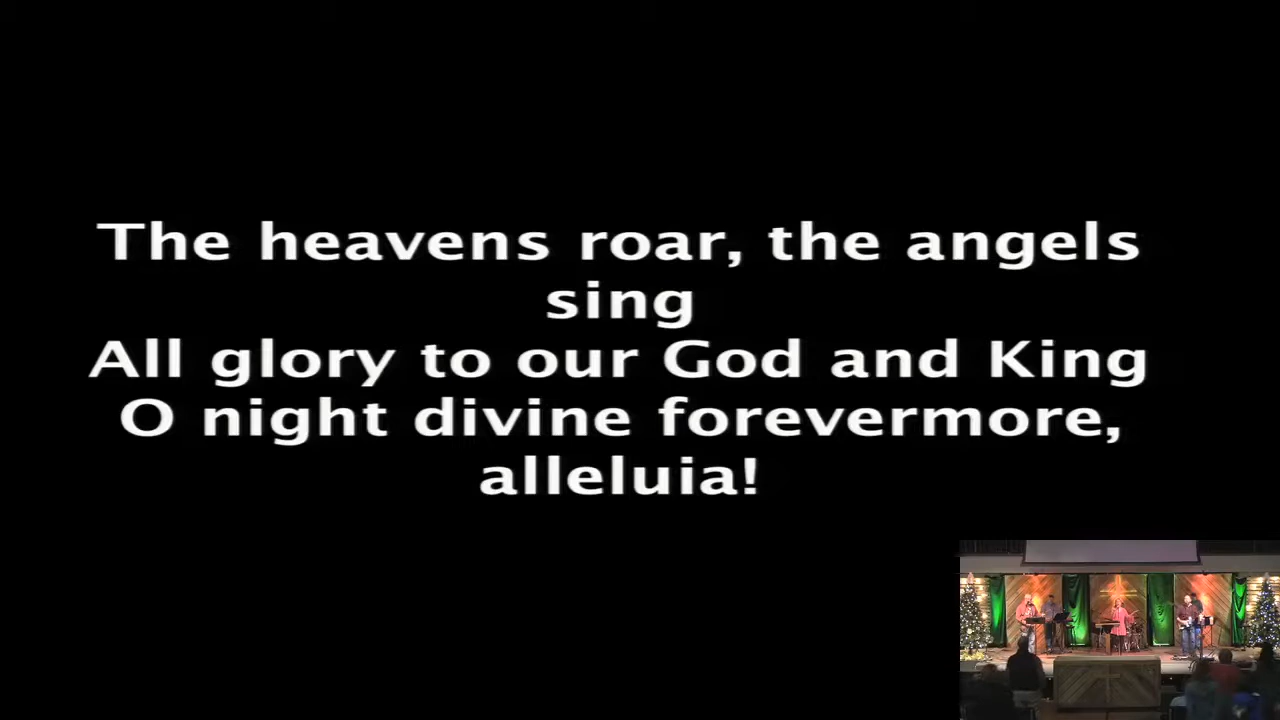 The heavens roar, the angels
sing
All glory to our God and King
O night divine forevermore,
alleluia!